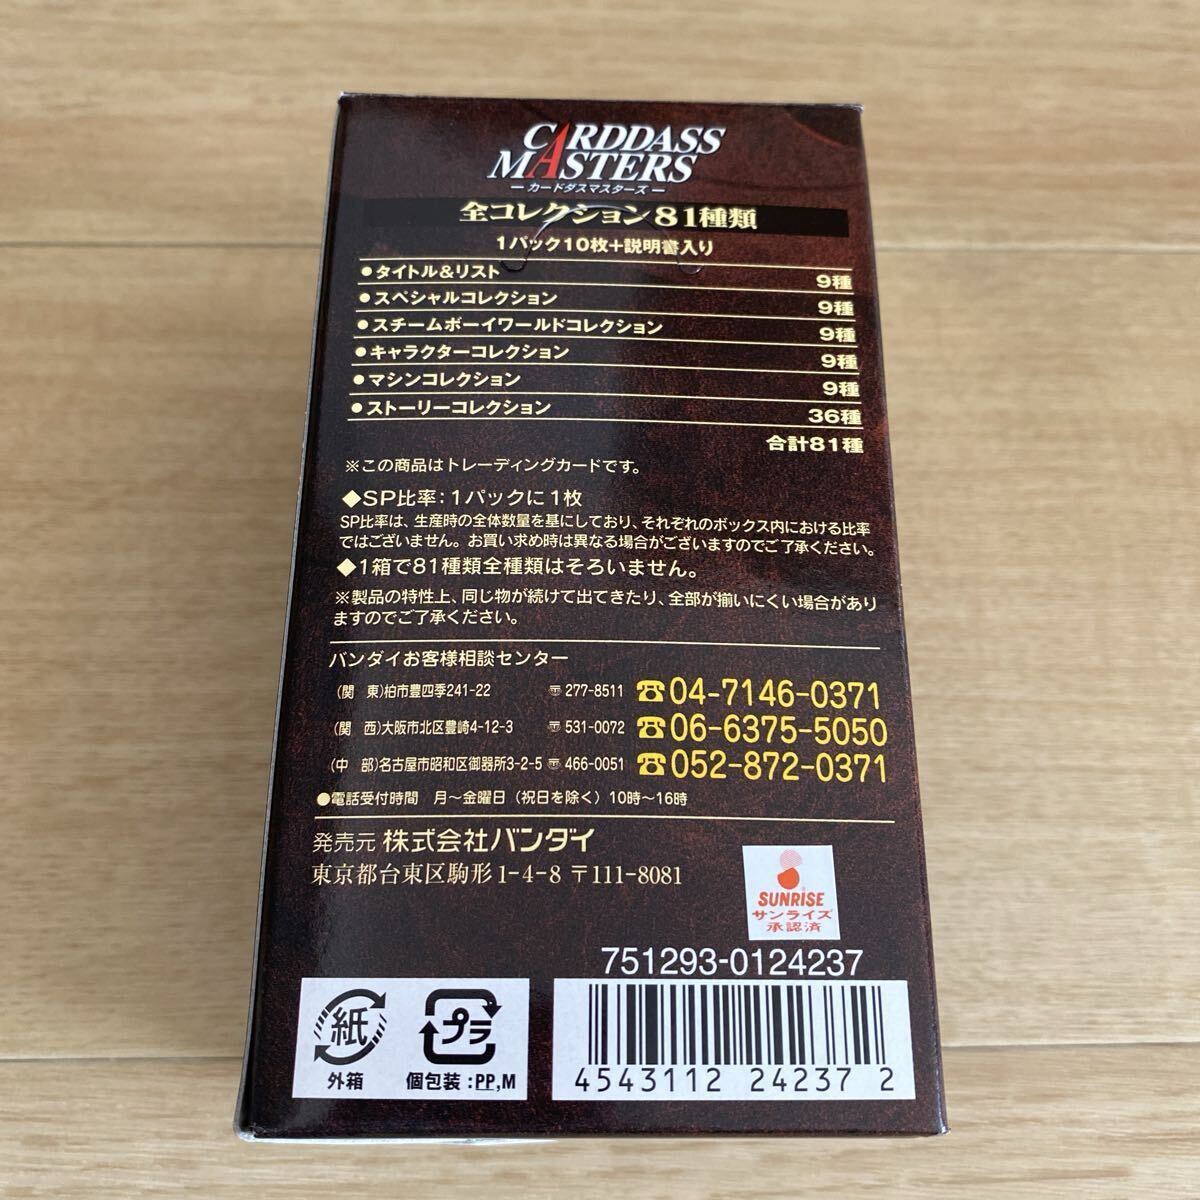 CARDDASS
MASTERS
カードダスマスターズ
全コレクション81種類
1パック10枚+説明書入り
●タイトル&リスト 9種
●スペシャルコレクション 9種
●スチームボーイワールドコレクション 9種
●キャラクターコレクション 9種
●マシンコレクション 9種
●ストーリーコレクション 36種
合計81種
※この商品はトレーディングカードです。
◆SP比率:1パックに1枚
SP比率は、生産時の全体数量を基にしており、それぞれのボックス内における比率
ではございません。お買い求め時は異なる場合がございますのでご了承ください。
◆1箱で81種類全種類はそろいません。
※製品の特性上、同じ物が続けて出てきたり、全部が揃いにくい場合があり
ますのでご了承ください。
バンダイお客様相談センター
(関 東)柏市豊四季241-22 〒277-8511 ☎04-7146-0371
(関 西)大阪市北区豊崎4-12-3 〒531-0072 ☎06-6375-5050
(中 部)名古屋市昭和区御器所3-2-5 〒466-0051 ☎052-872-0371
●電話受付時間 月～金曜日(祝日を除く)10時～16時
発売元 株式会社バンダイ
東京都台東区駒形1-4-8 〒111-8081
SUNRISE
サンライズ
承認済
751293-0124237
紙
外箱
プラ
個包装:PP,M
4543112 24237 2